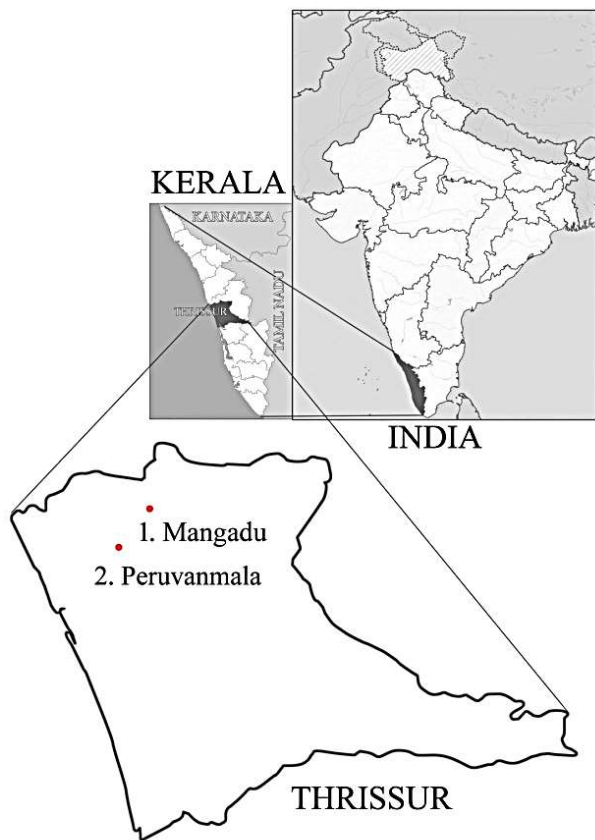 KERALA
KARNATAKA
THRISSUR
TAMIL NADU
INDIA
1. Mangadu
2. Peruvanmala
THRISSUR